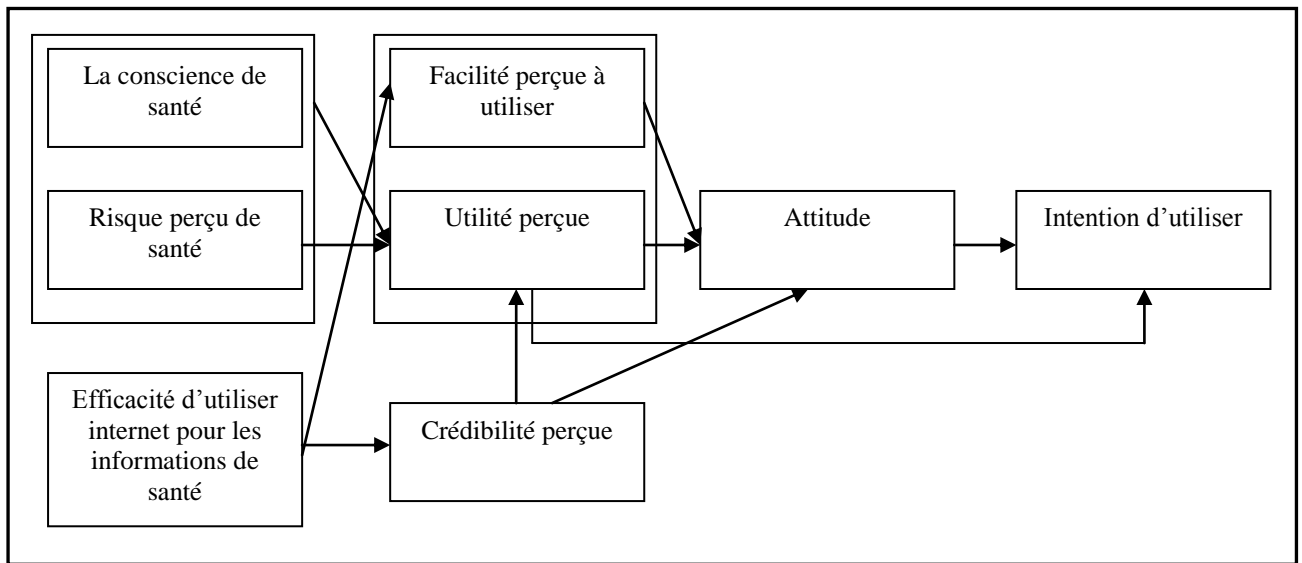 La conscience de
santé
Facilité perçue à
utiliser
Risque perçu de
santé
Utilité perçue
Attitude
Intention d’utiliser
Efficacité d’utiliser
internet pour les
informations de
santé
Crédibilité perçue